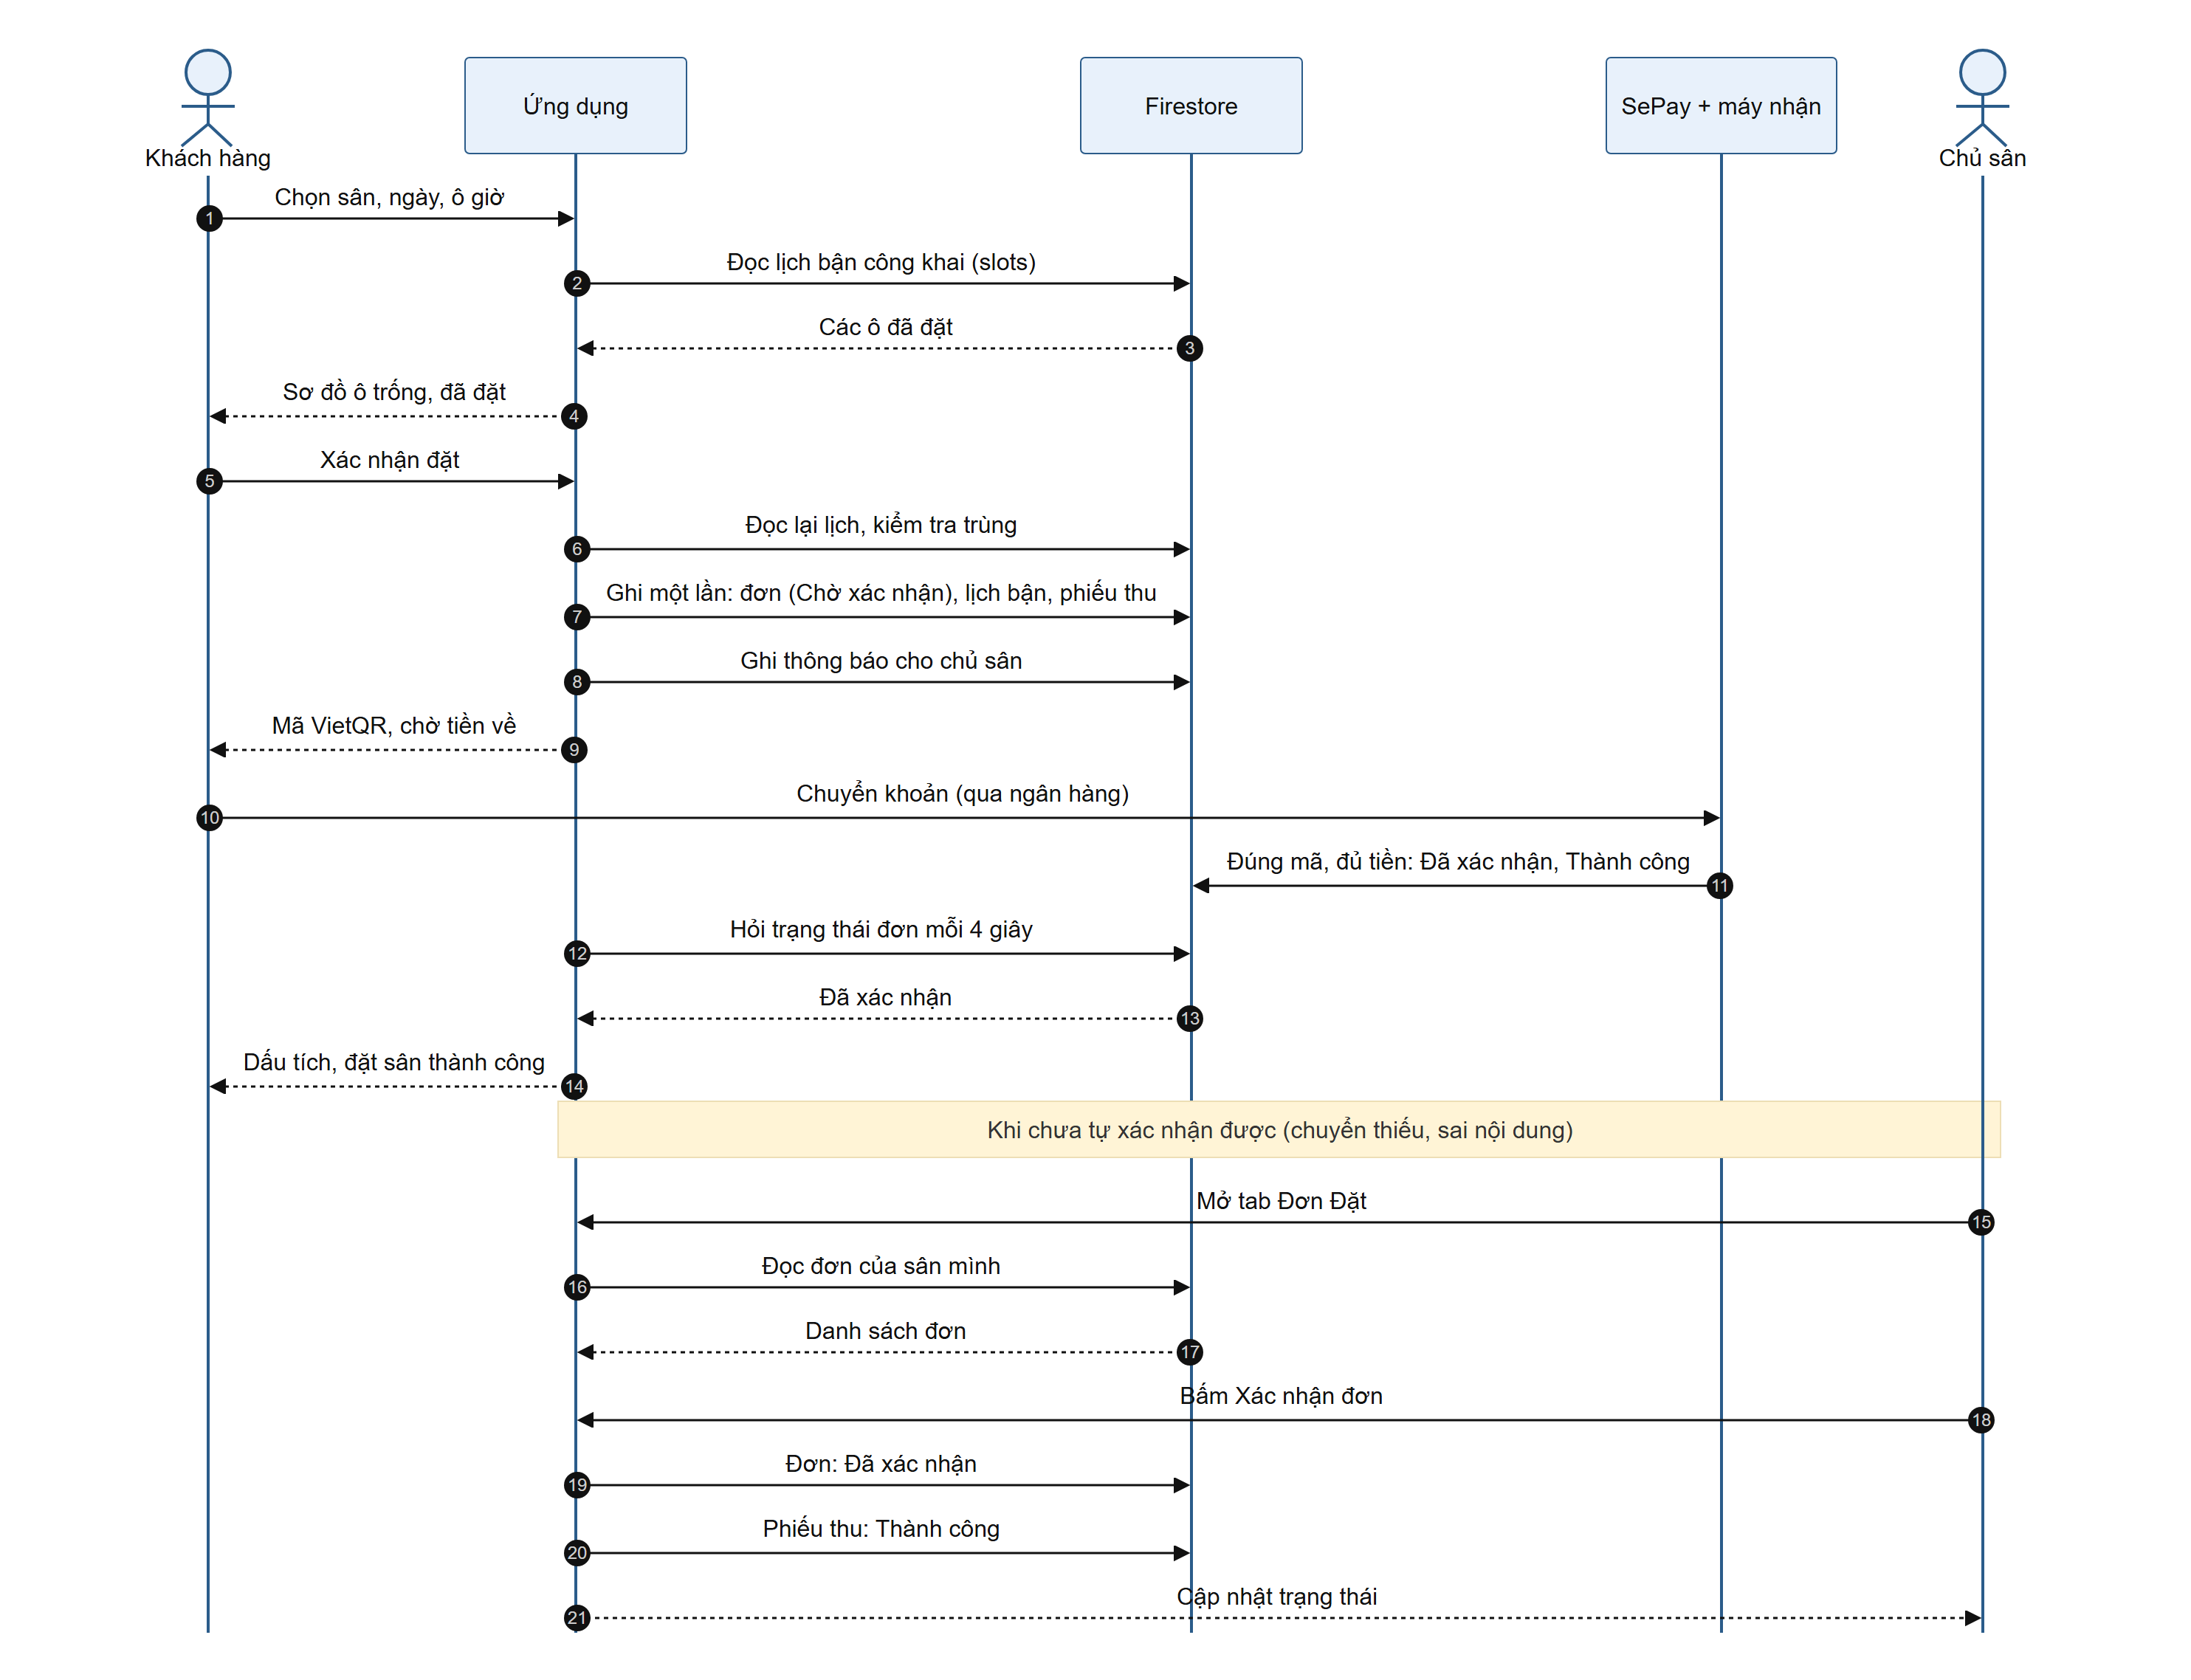 Khách hàng
Ứng dụng
Firestore
SePay + máy nhận
Chủ sân
Chọn sân, ngày, ô giờ
1
Đọc lịch bận công khai (slots)
2
Các ô đã đặt
3
Sơ đồ ô trống, đã đặt
4
Xác nhận đặt
5
Đọc lại lịch, kiểm tra trùng
6
Ghi một lần: đơn (Chờ xác nhận), lịch bận, phiếu thu
7
Ghi thông báo cho chủ sân
8
Mã VietQR, chờ tiền về
9
Chuyển khoản (qua ngân hàng)
10
Đúng mã, đủ tiền: Đã xác nhận, Thành công
11
Hỏi trạng thái đơn mỗi 4 giây
12
Đã xác nhận
13
Dấu tích, đặt sân thành công
14
Khi chưa tự xác nhận được (chuyển thiếu, sai nội dung)
Mở tab Đơn Đặt
15
Đọc đơn của sân mình
16
Danh sách đơn
17
Bấm Xác nhận đơn
18
Đơn: Đã xác nhận
19
Phiếu thu: Thành công
20
Cập nhật trạng thái
21